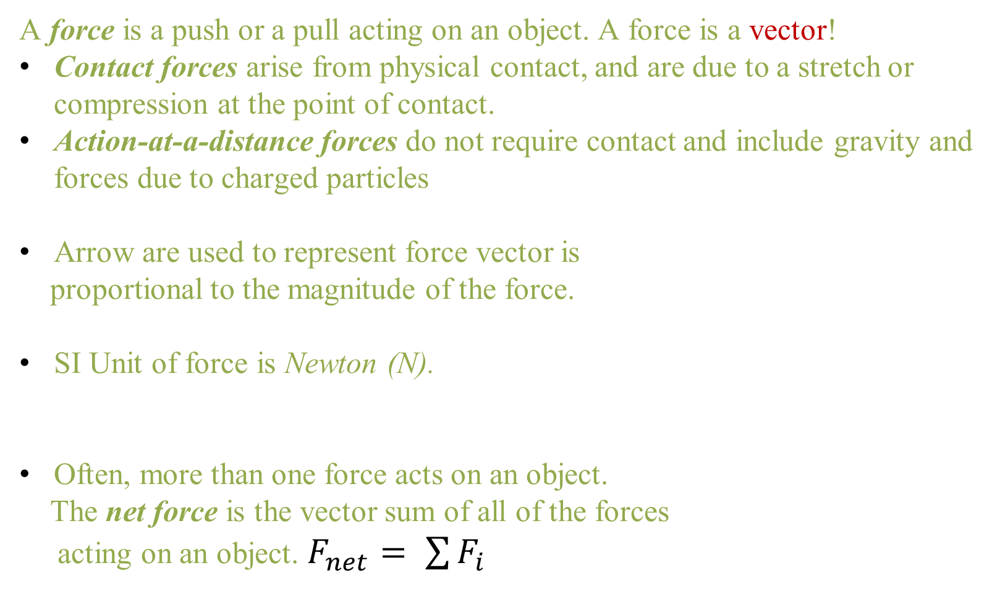 A force is a push or a pull acting on an object. A force is a vector!
• Contact forces arise from physical contact, and are due to a stretch or
compression at the point of contact.
• Action-at-a-distance forces do not require contact and include gravity and
forces due to charged particles
• Arrow are used to represent force vector is
proportional to the magnitude of the force.
• SI Unit of force is Newton (N).
• Often, more than one force acts on an object.
The net force is the vector sum of all of the forces
acting on an object. F_net = ∑ F_i